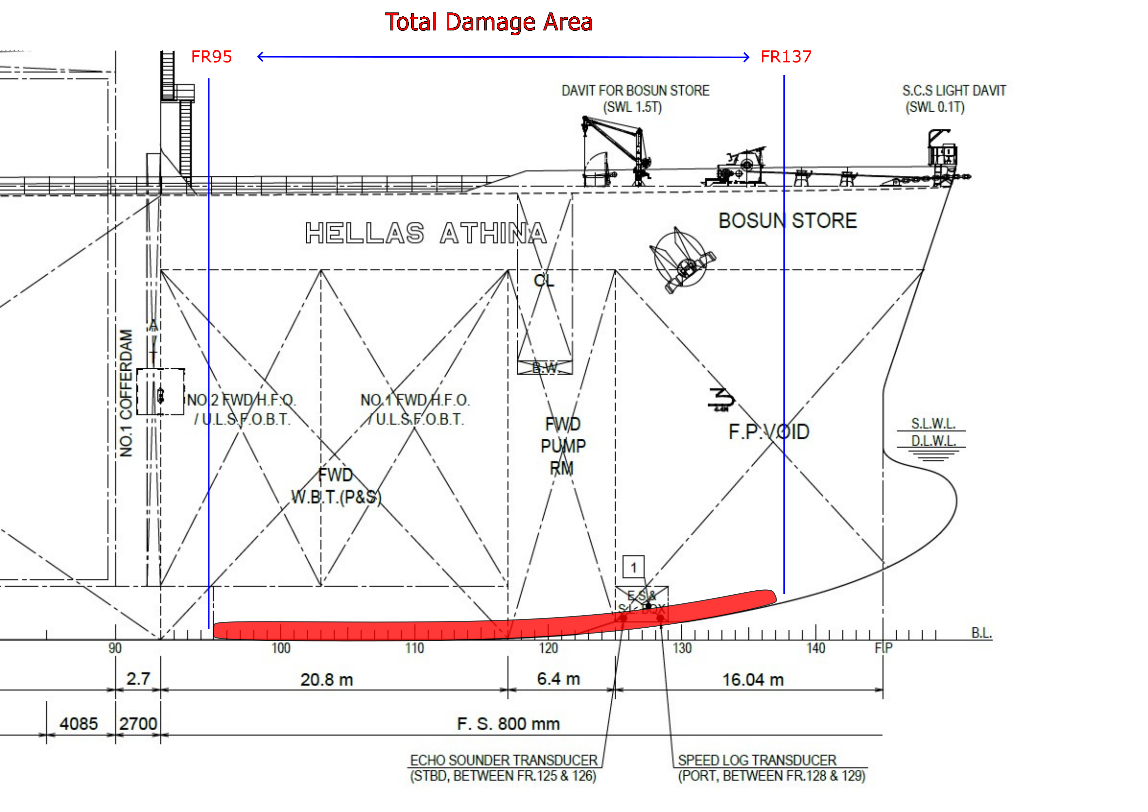 Total Damage Area
FR95
FR137
DAVIT FOR BOSUN STORE
(SWL 1.5T)
S.C.S LIGHT DAVIT
(SWL 0.1T)
HELLAS ATHINA
BOSUN STORE
CL
B.W.
NO.1 COFFERDAM
A
T
NO.2 FWD H.F.O.
/ U.L.S.F.O.B.T.
NO.1 FWD H.F.O.
/ U.L.S.F.O.B.T.
FWD
PUMP
RM
F.P.VOID
S.L.W.L.
D.L.W.L.
FWD
W.B.T.(P&S)
1
E.S&
S.L. BOX
B.L.
90
100
110
120
130
140
F.P
2.7
20.8 m
6.4 m
16.04 m
4085
2700
F. S. 800 mm
ECHO SOUNDER TRANSDUCER
(STBD, BETWEEN FR.125 & 126)
SPEED LOG TRANSDUCER
(PORT, BETWEEN FR.128 & 129)